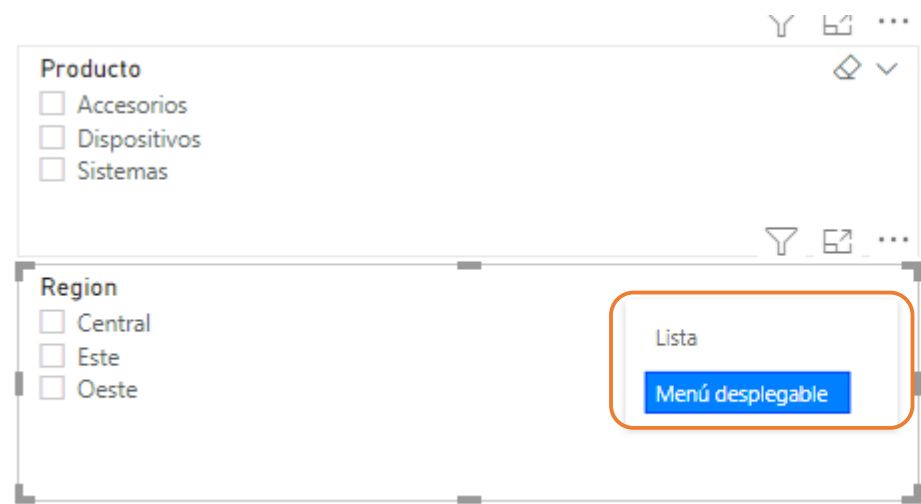 Producto
Accesorios
Dispositivos
Sistemas
Region
Central
Este
Oeste
Lista
Menú desplegable